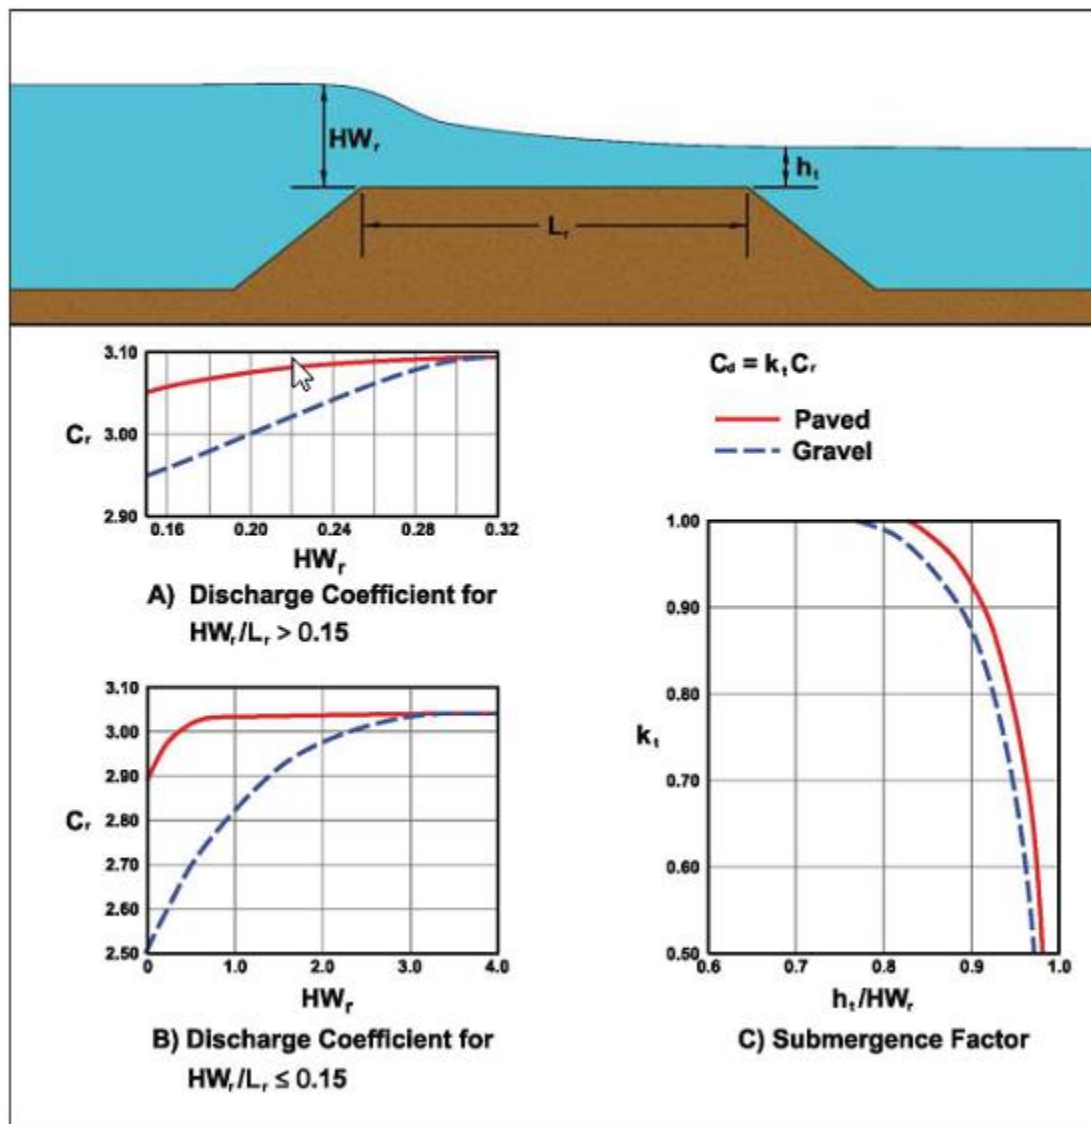 HWᵣ
hₜ
Lᵣ
3.10
Cᵣ 3.00
2.90
0.16 0.20 0.24 0.28 0.32
HWᵣ
A) Discharge Coefficient for
HWᵣ/Lᵣ > 0.15
C_d = kₜCᵣ
Paved
Gravel
3.10
3.00
2.90
Cᵣ 2.80
2.70
2.60
2.50
0 1.0 2.0 3.0 4.0
HWᵣ
B) Discharge Coefficient for
HWᵣ/Lᵣ ≤ 0.15
1.00
0.90
0.80
kₜ
0.70
0.60
0.50
0.6 0.7 0.8 0.9 1.0
hₜ/HWᵣ
C) Submergence Factor